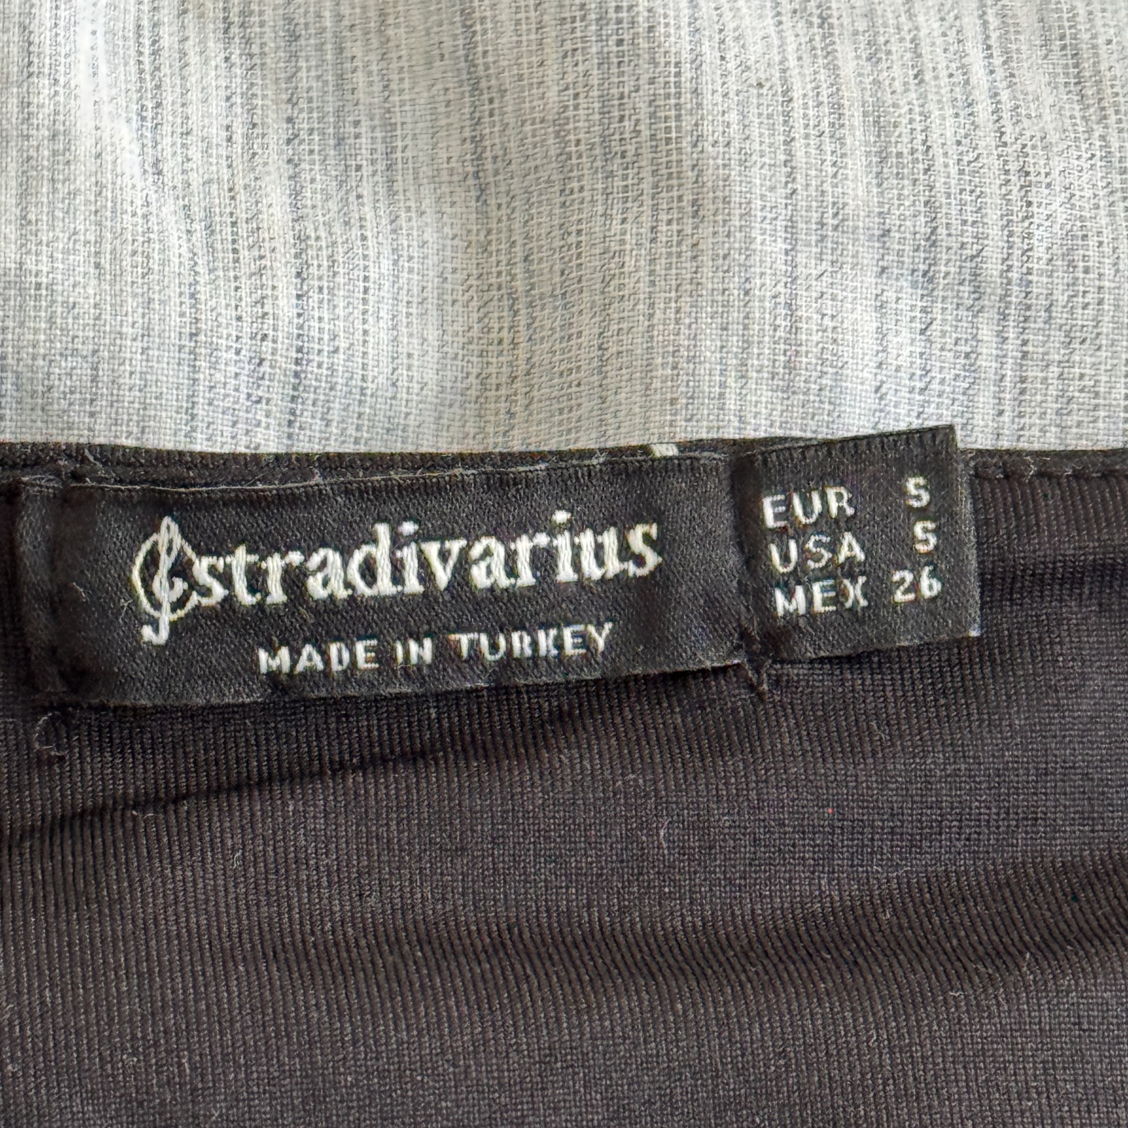 Stradivarius
MADE IN TURKEY
EUR S
USA S
MEX 26